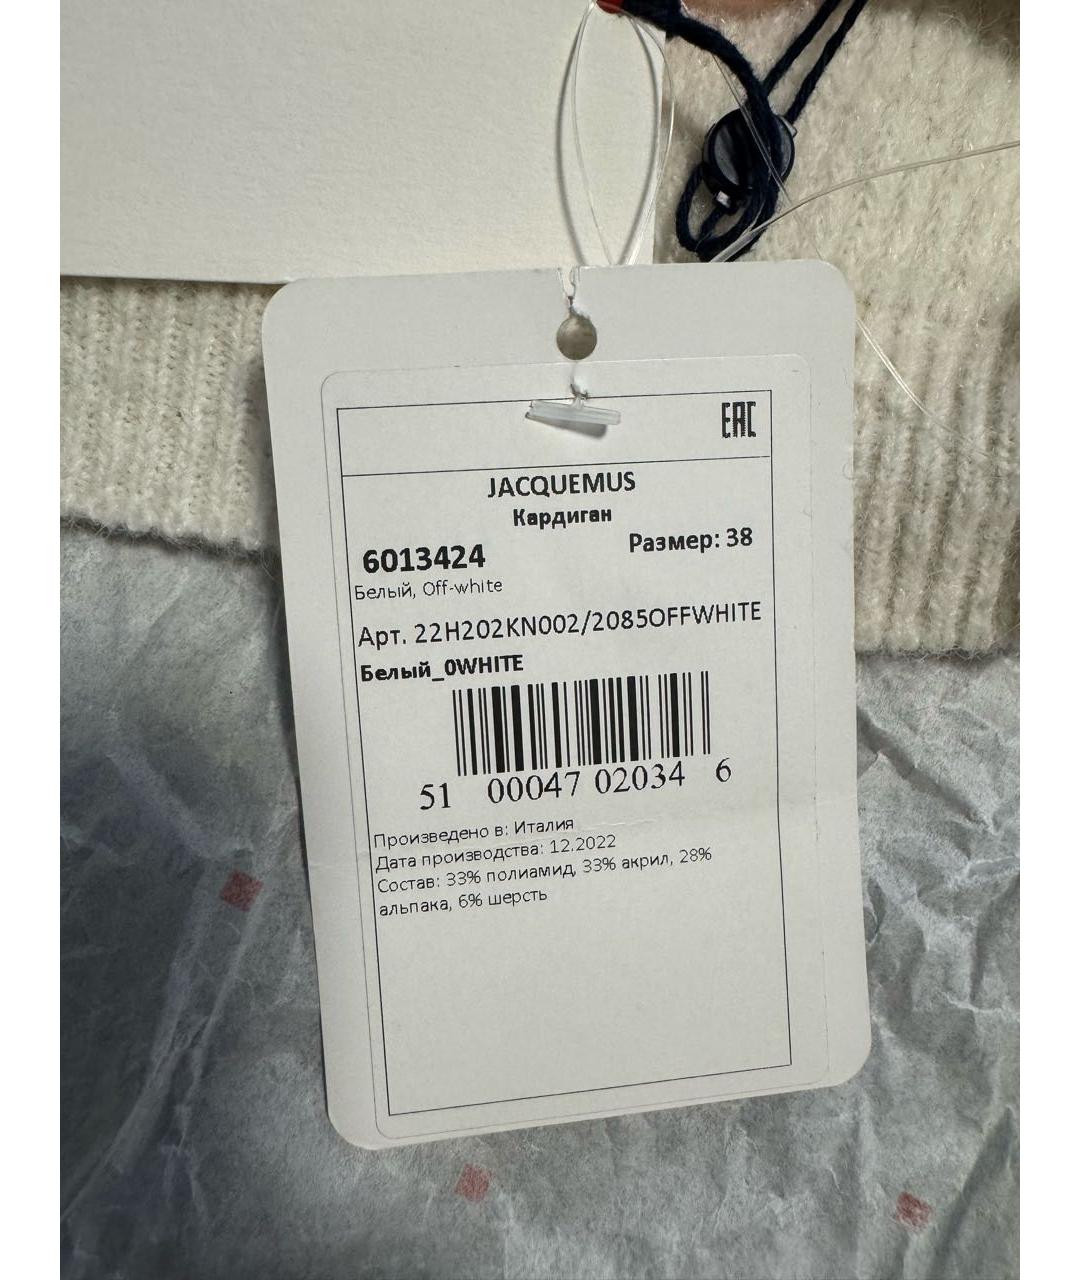 EAC
JACQUEMUS
Кардиган
6013424
Размер: 38
Белый, Off-white
Арт. 22H202KN002/2085OFFWHITE
Белый_0WHITE
51 00047 02034 6
Произведено в: Италия
Дата производства: 12.2022
Состав: 33% полиамид, 33% акрил, 28%
альпака, 6% шерсть